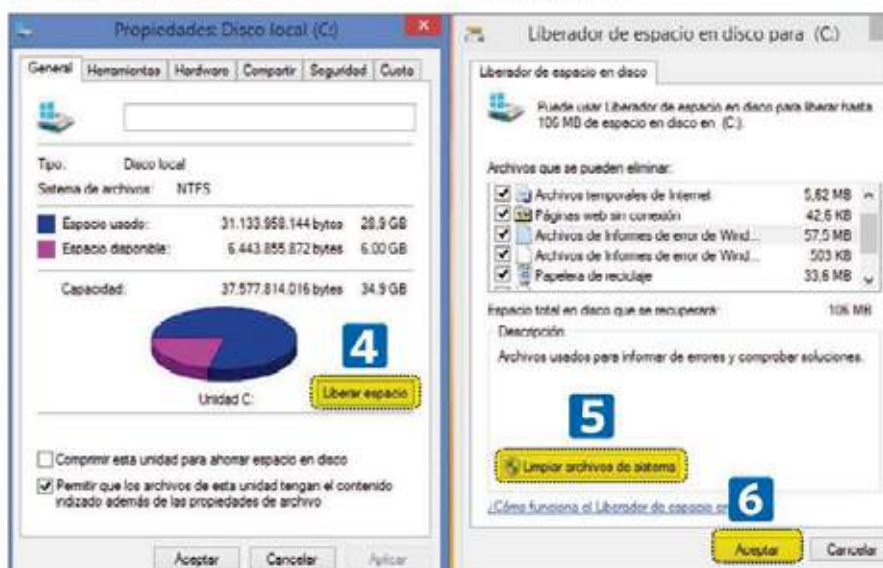 Propiedades: Disco local (C:)
General Herramientas Hardware Compartir Seguridad Cuota
Tipo: Disco local
Sistema de archivos: NTFS
Espacio usado: 31.133.958.144 bytes 28,9 GB
Espacio disponible: 6.443.855.872 bytes 6,00 GB
Capacidad: 37.577.814.016 bytes 34,9 GB
4
Unidad C:
Liberar espacio
Comprimir esta unidad para ahorrar espacio en disco
Permitir que los archivos de esta unidad tengan el contenido
indizado además de las propiedades de archivo
Aceptar Cancelar Aplicar
Liberador de espacio en disco para (C:)
Liberador de espacio en disco
Puede usar Liberador de espacio en disco para liberar hasta
106 MB de espacio en disco en (C:).
Archivos que se pueden eliminar:
Archivos temporales de Internet 5,62 MB
Páginas web sin conexión 42,6 KB
Archivos de Informes de error de Wind... 57,5 MB
Archivos de Informes de error de Wind... 503 KB
Papelera de reciclaje 33,6 MB
Espacio total en disco que se recuperará: 106 MB
Descripción
Archivos usados para informar de errores y comprobar soluciones.
5
Limpiar archivos de sistema
¿Cómo funciona el Liberador de espacio en
6
Aceptar Cancelar